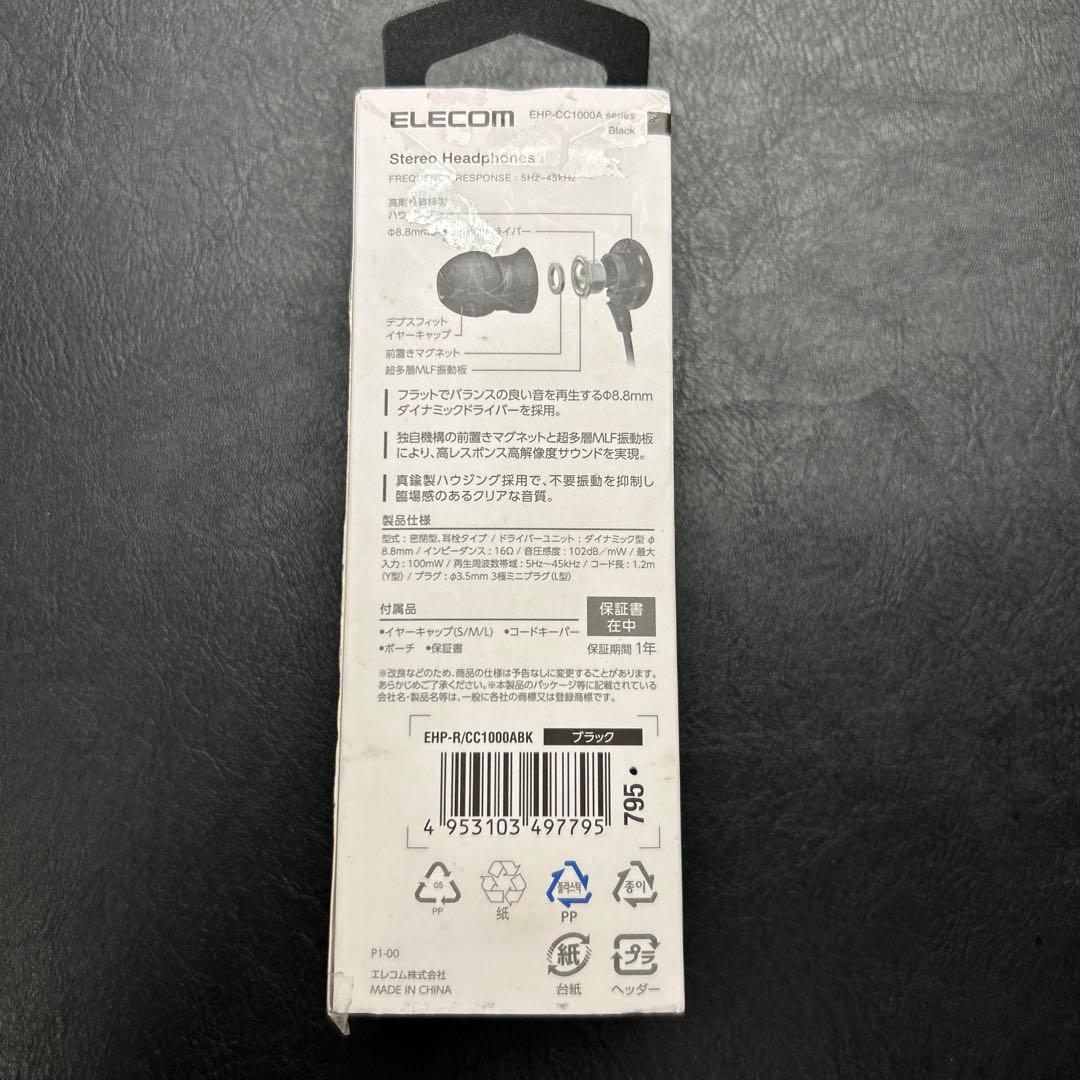 ELECOM
EHP-CC1000A series
Black
Stereo Headphones
FREQUENCY RESPONSE : 5Hz-45kHz
高剛性真鍮製
ハウ
Φ8.8mm
ライバー
デプスフィット
イヤーキャップ
前置きマグネット
超多層MLF振動板
フラットでバランスの良い音を再生するΦ8.8mm
ダイナミックドライバーを採用。
独自機構の前置きマグネットと超多層MLF振動板
により、高レスポンス高解像度サウンドを実現。
真鍮製ハウジング採用で、不要振動を抑制し
臨場感のあるクリアな音質。
製品仕様
型式:密閉型、耳栓タイプ / ドライバーユニット:ダイナミック型 φ
8.8mm / インピーダンス:16Ω / 音圧感度:102dB/mW / 最大
入力:100mW / 再生周波数帯域:5Hz~45kHz / コード長:1.2m
(Y型) / プラグ:φ3.5mm 3極ミニプラグ(L型)
付属品
•イヤーキャップ(S/M/L) •コードキーパー
•ポーチ •保証書
保証書
在中
保証期間 1年
※改良などのため、商品の仕様は予告なしに変更することがあります。
あらかじめご了承ください。※本製品のパッケージ等に記載されている
会社名・製品名等は、一般に各社の商標又は登録商標です。
EHP-R/CC1000ABK ブラック
4 953103 497795
795•
05
PP
纸
플라스틱
PP
종이
紙
台紙
プラ
ヘッダー
P1-00
エレコム株式会社
MADE IN CHINA